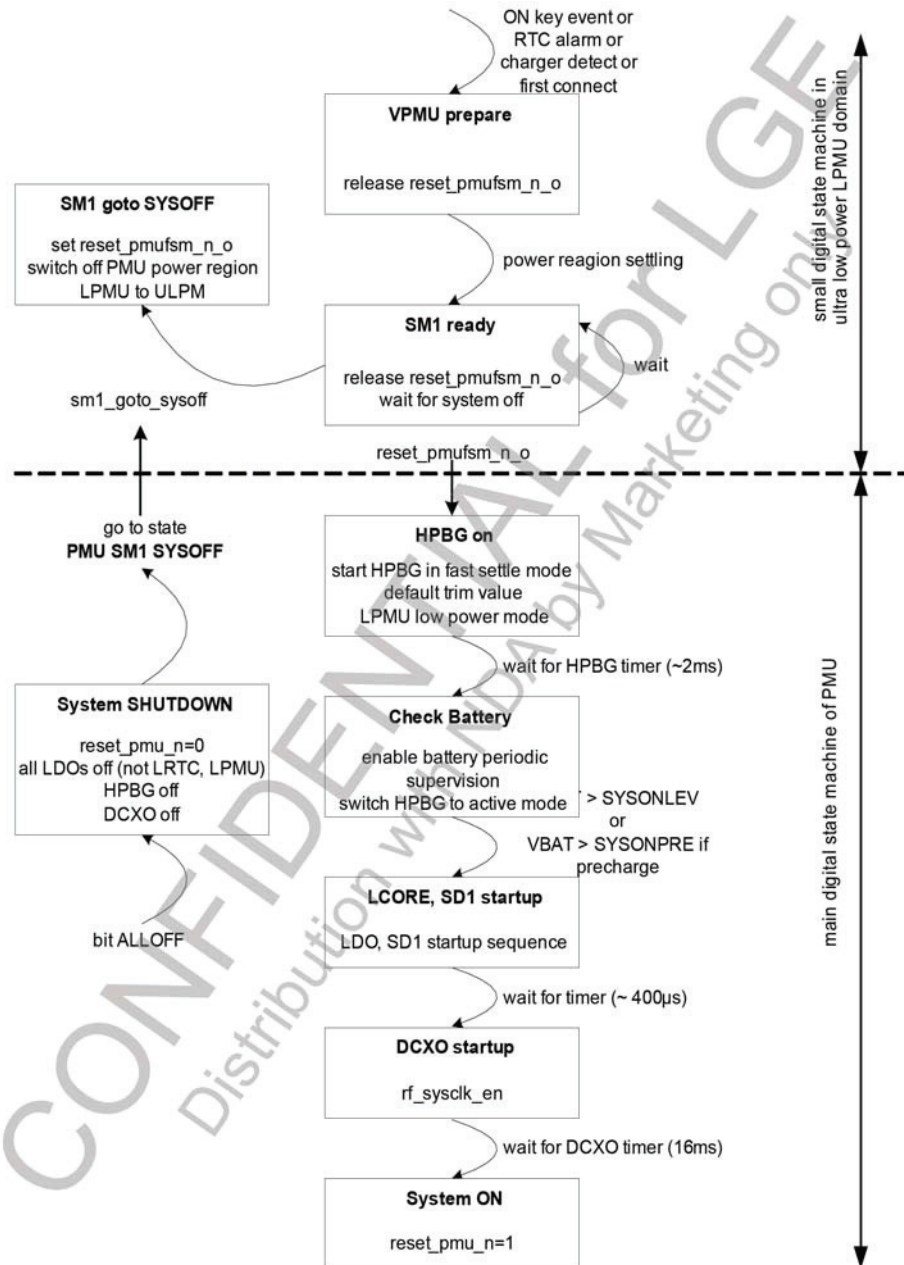 ON key event or
RTC alarm or
charger detect or
first connect
VPMU prepare
release reset_pmufsm_n_o
SM1 goto SYSOFF
set reset_pmufsm_n_o
switch off PMU power region
LPMU to ULPM
power reagion settling
SM1 ready
release reset_pmufsm_n_o
wait for system off
wait
sm1_goto_sysoff
reset_pmufsm_n_o
small digital state machine in
ultra low power LPMU domain
go to state
PMU SM1 SYSOFF
HPBG on
start HPBG in fast settle mode
default trim value
LPMU low power mode
wait for HPBG timer (~2ms)
System SHUTDOWN
reset_pmu_n=0
all LDOs off (not LRTC, LPMU)
HPBG off
DCXO off
Check Battery
enable battery periodic
supervision
switch HPBG to active mode
> SYSONLEV
or
VBAT > SYSONPRE if
precharge
bit ALLOFF
LCORE, SD1 startup
LDO, SD1 startup sequence
wait for timer (~ 400µs)
DCXO startup
rf_sysclk_en
wait for DCXO timer (16ms)
System ON
reset_pmu_n=1
main digital state machine of PMU
CONFIDENTIAL for LGE
Distribution with NDA by Marketing only